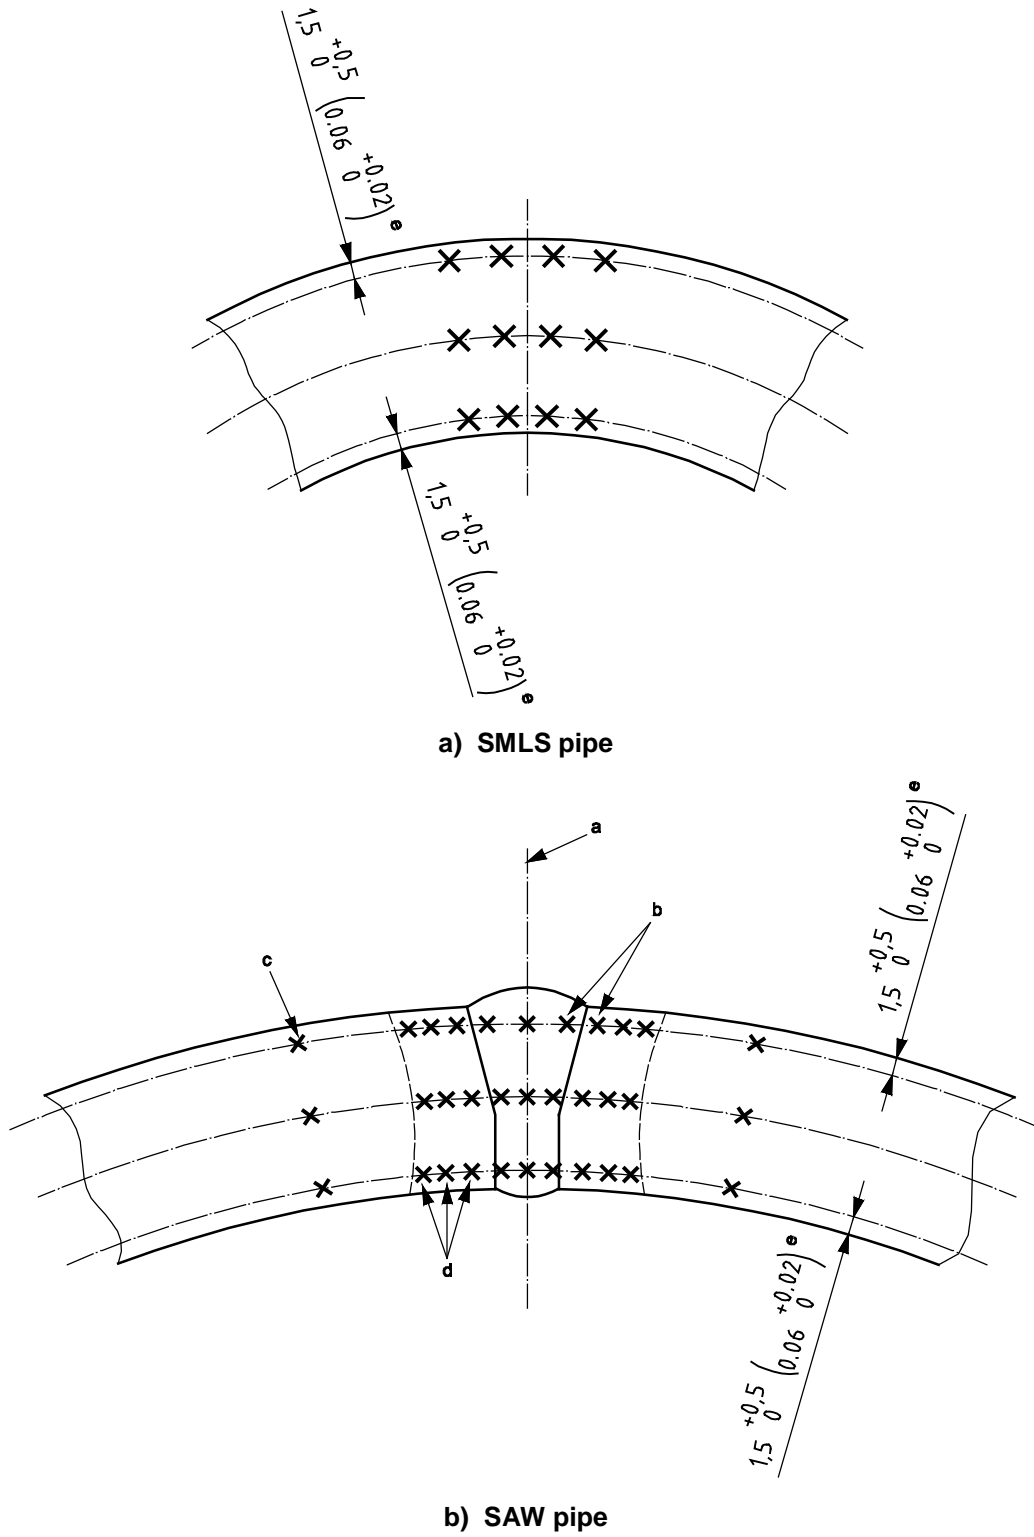 1,5 +0,5 0 (0.06 +0.02 0) e
1,5 +0,5 0 (0.06 +0.02 0) e
a) SMLS pipe
a
b
c
1,5 +0,5 0 (0.06 +0.02 0) e
d
1,5 +0,5 0 (0.06 +0.02 0) e
b) SAW pipe